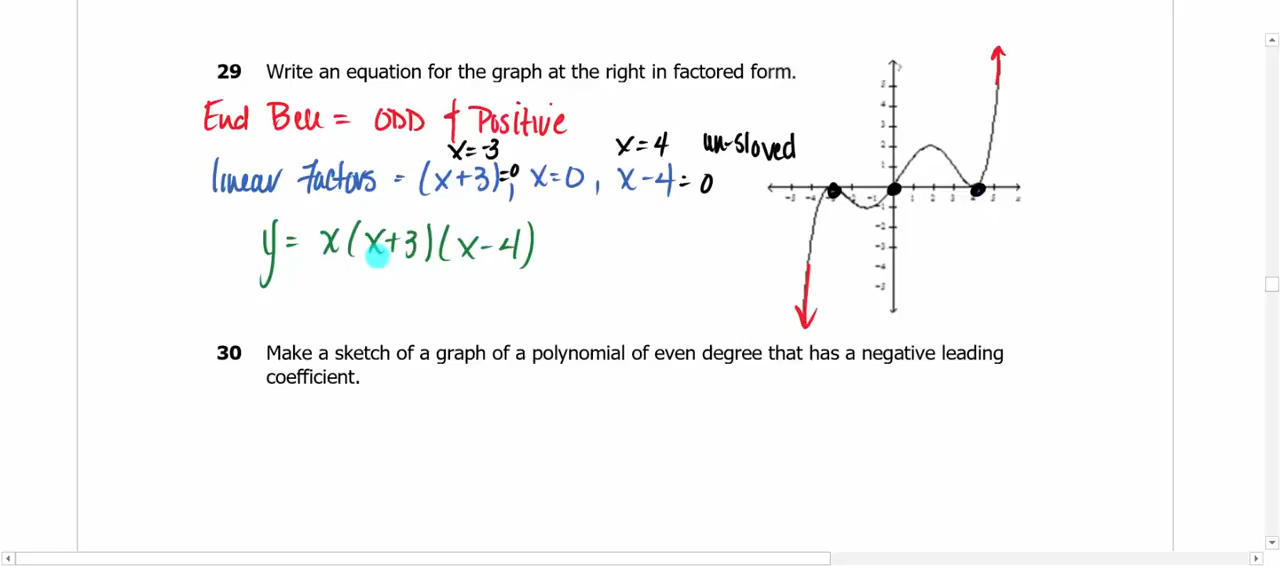 29 Write an equation for the graph at the right in factored form.
End Beh = ODD + Positive
x=-3 x=4 un-sloved
linear Factors = (x+3)=0, x=0, x-4=0
y= x(x+3)(x-4)
30 Make a sketch of a graph of a polynomial of even degree that has a negative leading
coefficient.